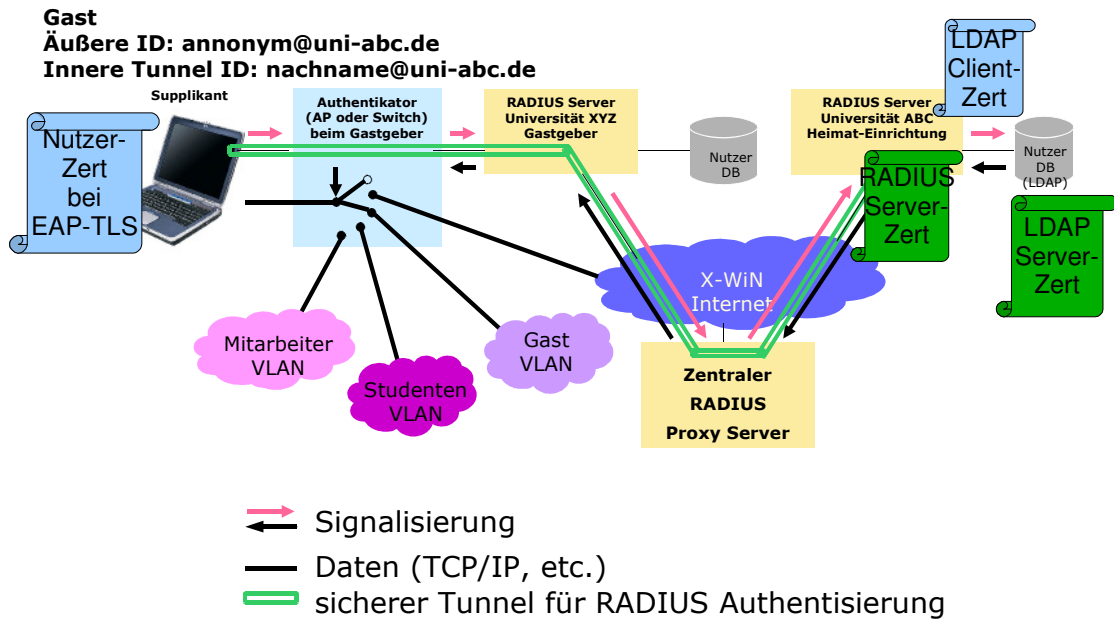 Gast
Äußere ID: annonym@uni-abc.de
Innere Tunnel ID: nachname@uni-abc.de
Supplikant
Nutzer-
Zert
bei
EAP-TLS
Authentikator
(AP oder Switch)
beim Gastgeber
RADIUS Server
Universität XYZ
Gastgeber
Nutzer
DB
RADIUS Server
Universität ABC
Heimat-Einrichtung
LDAP
Client-
Zert
Nutzer
DB
(LDAP)
RADIUS
Server-
Zert
LDAP
Server-
Zert
X-WiN
Internet
Mitarbeiter
VLAN
Studenten
VLAN
Gast
VLAN
Zentraler
RADIUS
Proxy Server
Signalisierung
Daten (TCP/IP, etc.)
sicherer Tunnel für RADIUS Authentisierung